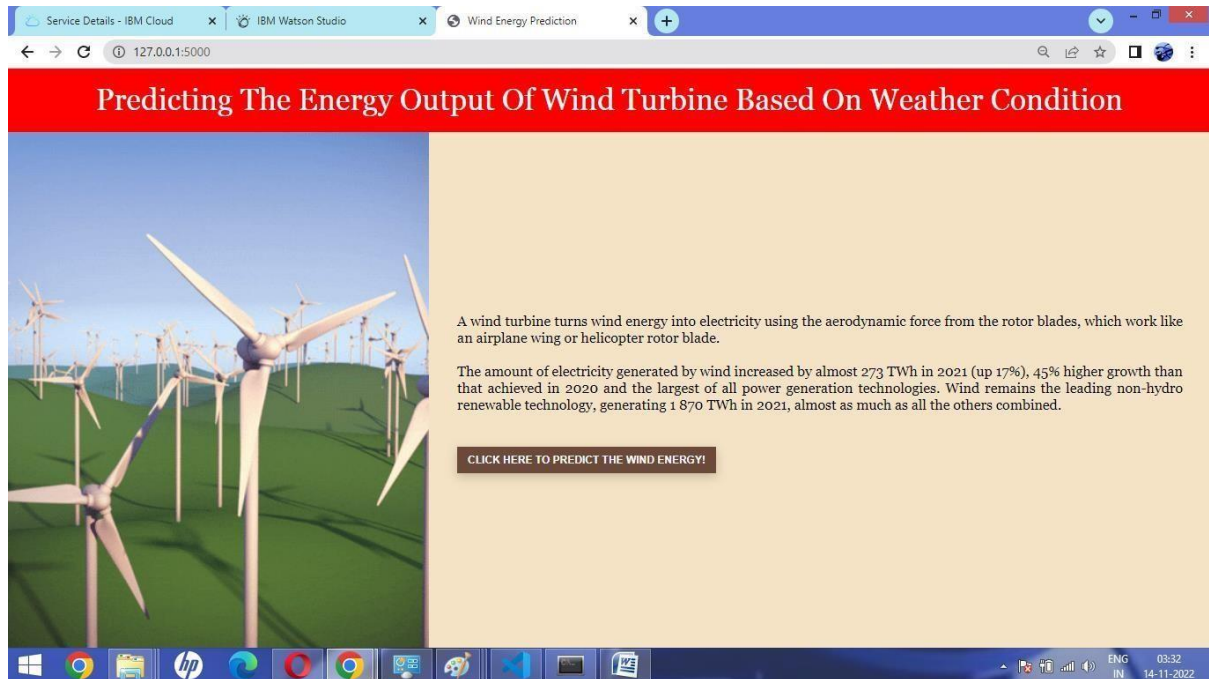 Service Details - IBM Cloud
IBM Watson Studio
Wind Energy Prediction
127.0.0.1:5000
Predicting The Energy Output Of Wind Turbine Based On Weather Condition
A wind turbine turns wind energy into electricity using the aerodynamic force from the rotor blades, which work like
an airplane wing or helicopter rotor blade.
The amount of electricity generated by wind increased by almost 273 TWh in 2021 (up 17%), 45% higher growth than
that achieved in 2020 and the largest of all power generation technologies. Wind remains the leading non-hydro
renewable technology, generating 1 870 TWh in 2021, almost as much as all the others combined.
CLICK HERE TO PREDICT THE WIND ENERGY!
hp
ENG 03:32
IN 14-11-2022